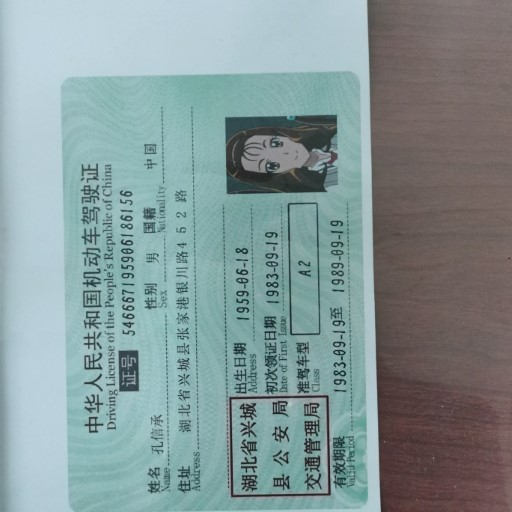 中华人民共和国机动车驾驶证
Driving License of the People's Republic of China
证号 546667195906186156
姓名 孔信承 性别 男 国籍 中国
Name Sex Nationality
住址 湖北省兴城县张家港银川路452 路
Address
出生日期 1959-06-18
Address
初次领证日期 1983-09-19
Date of First Issue
准驾车型 A2
Class
湖北省兴城
县公安局
交通管理局
有效期限 1983-09-19至 1989-09-19
Valid Period